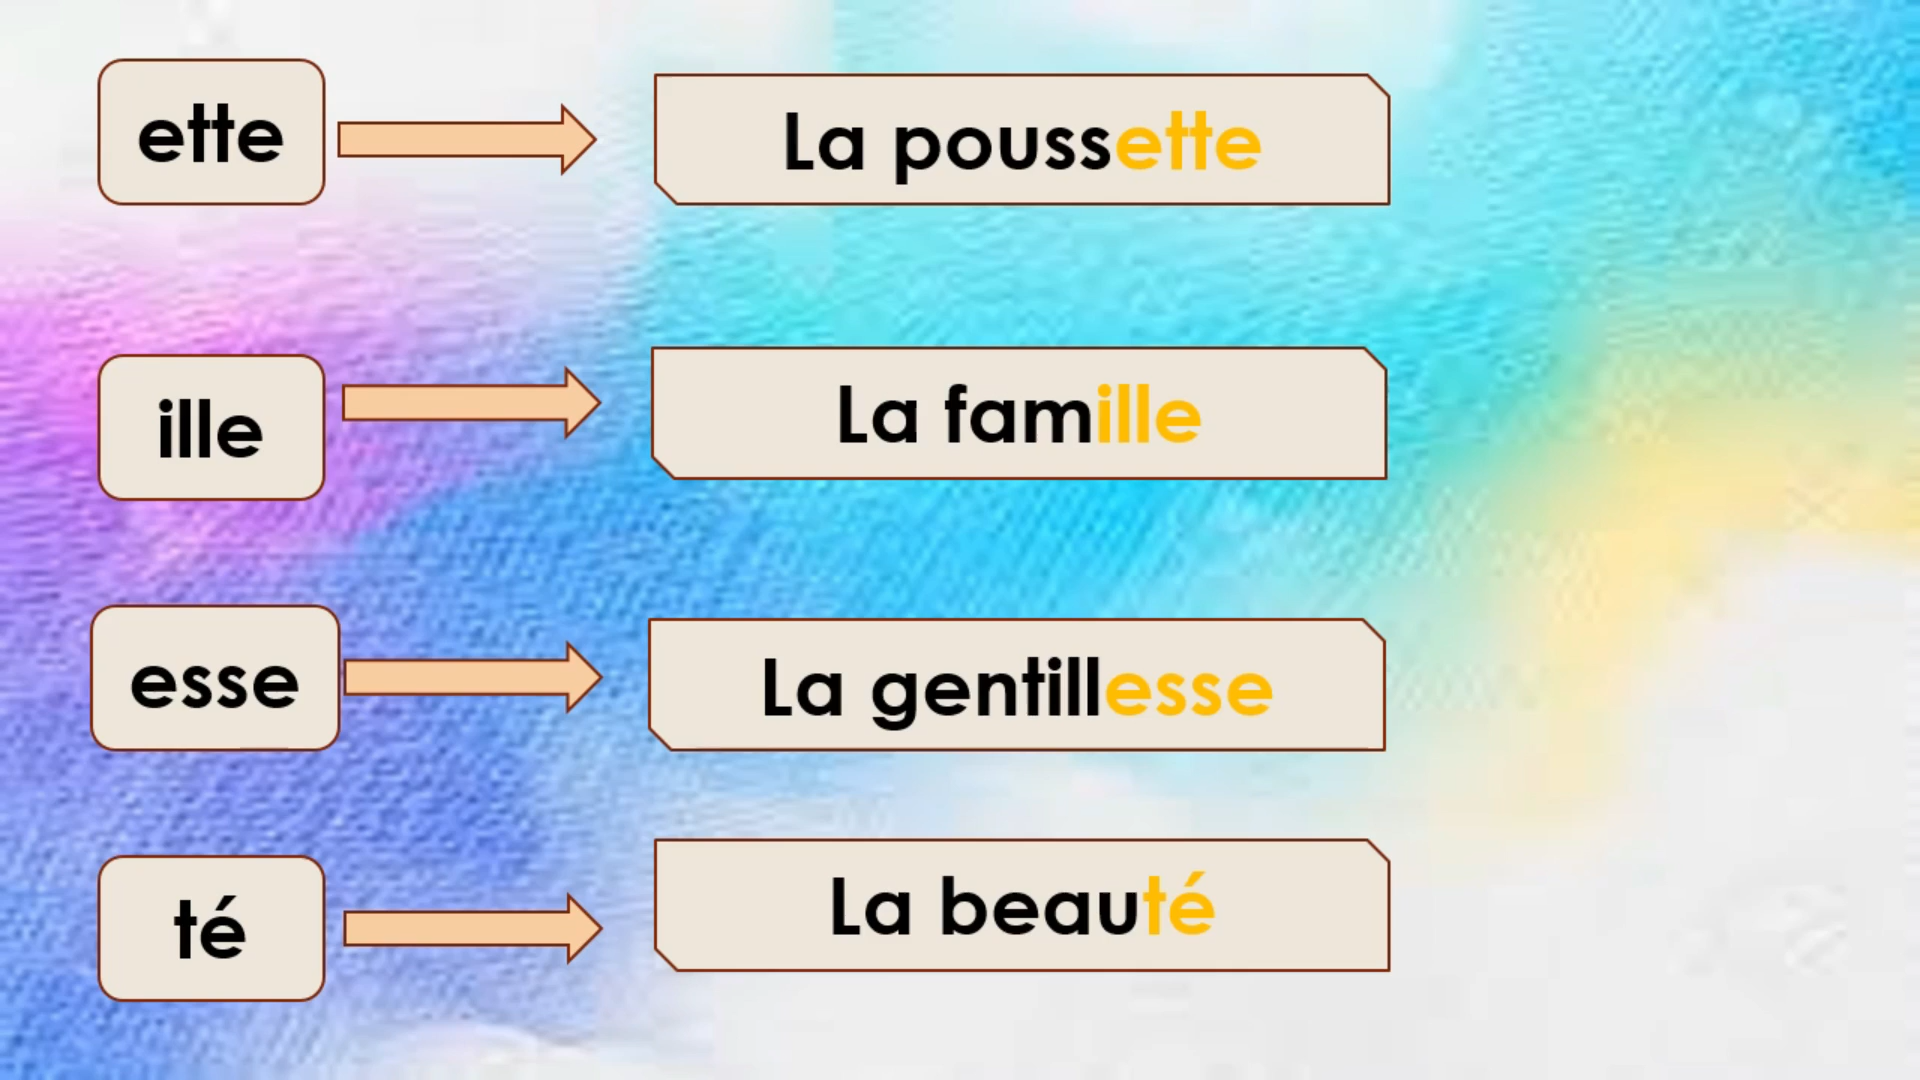 ette
La poussette
ille
La famille
esse
La gentillesse
té
La beauté